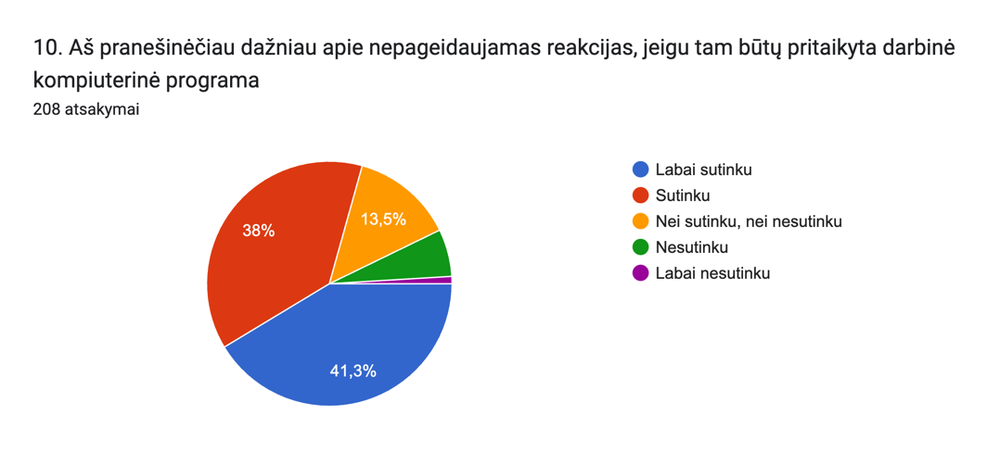 10. Aš pranešinėčiau dažniau apie nepageidaujamas reakcijas, jeigu tam būtų pritaikyta darbinė
kompiuterinė programa
208 atsakymai
Labai sutinku
Sutinku
Nei sutinku, nei nesutinku
Nesutinku
Labai nesutinku
13,5%
38%
41,3%